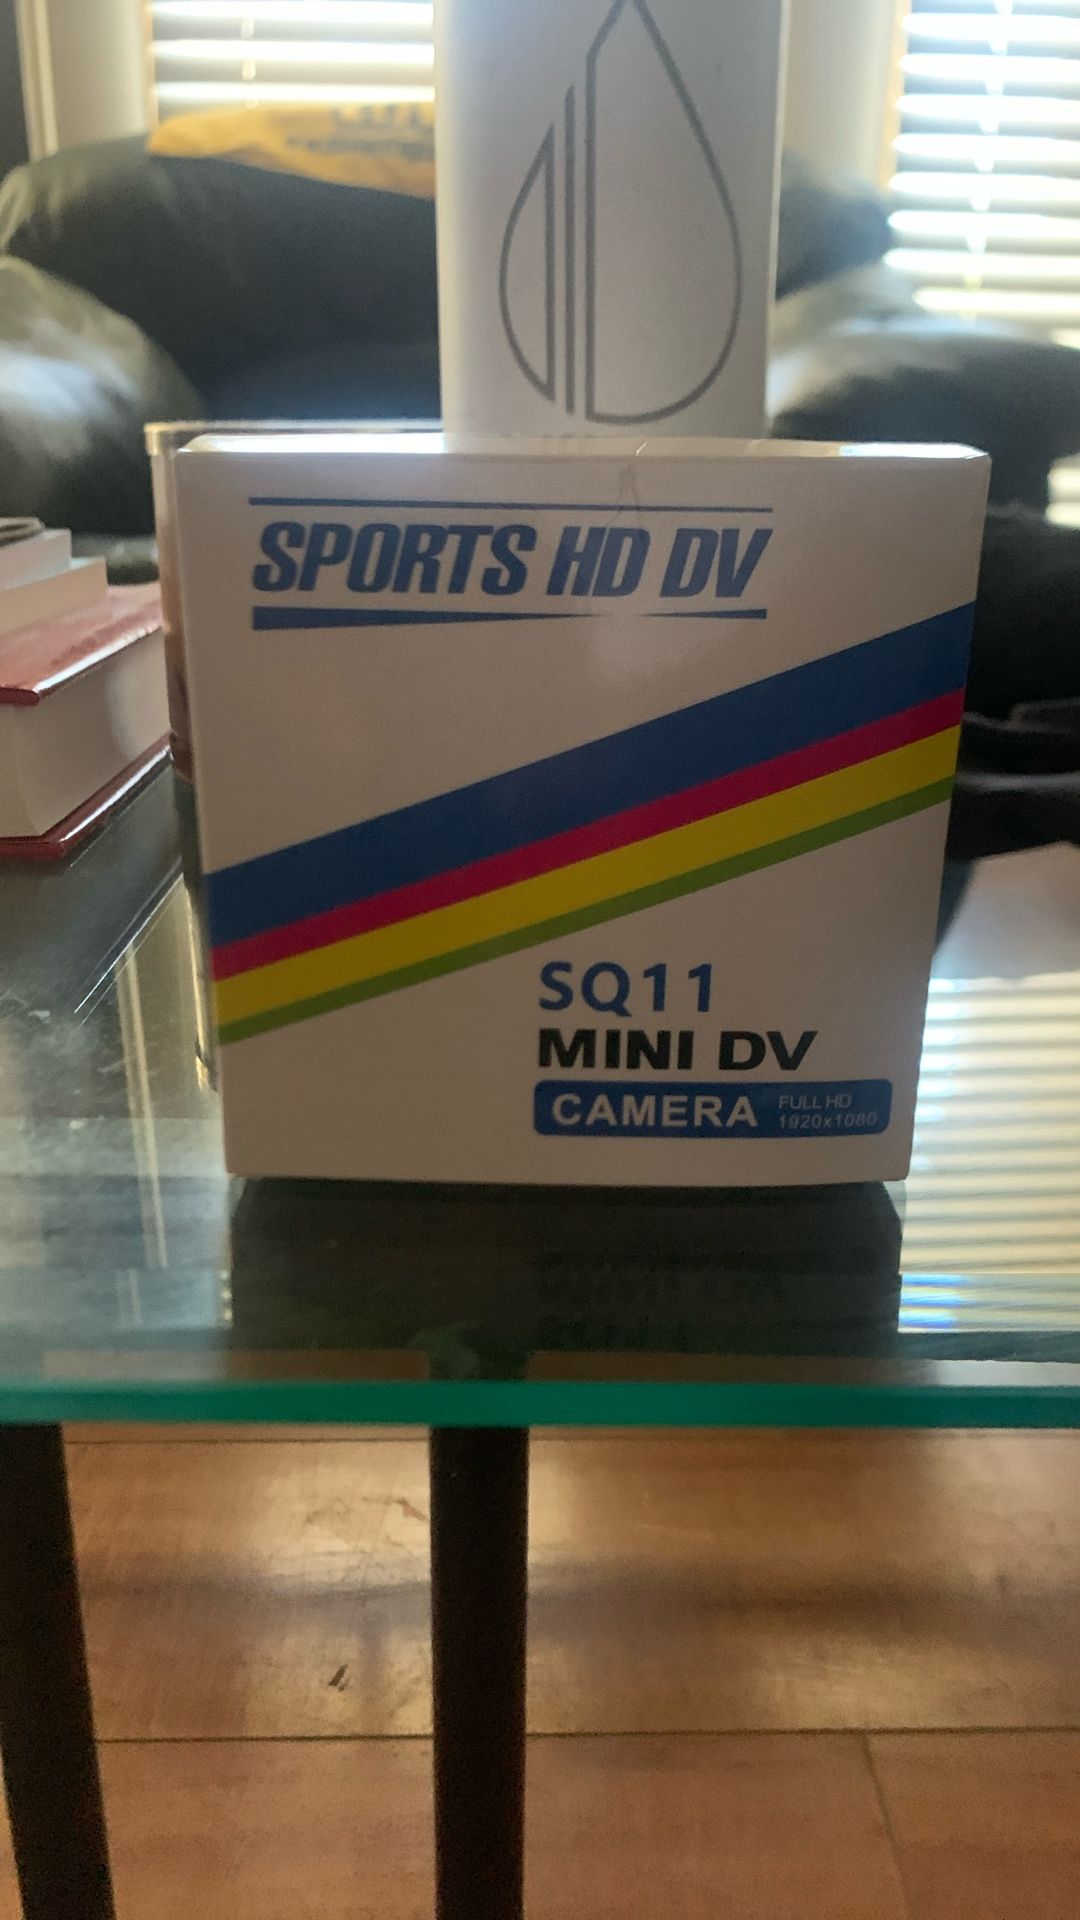 SPORTS HD DV
SQ11
MINI DV
CAMERA
FULL HD
1920x1080